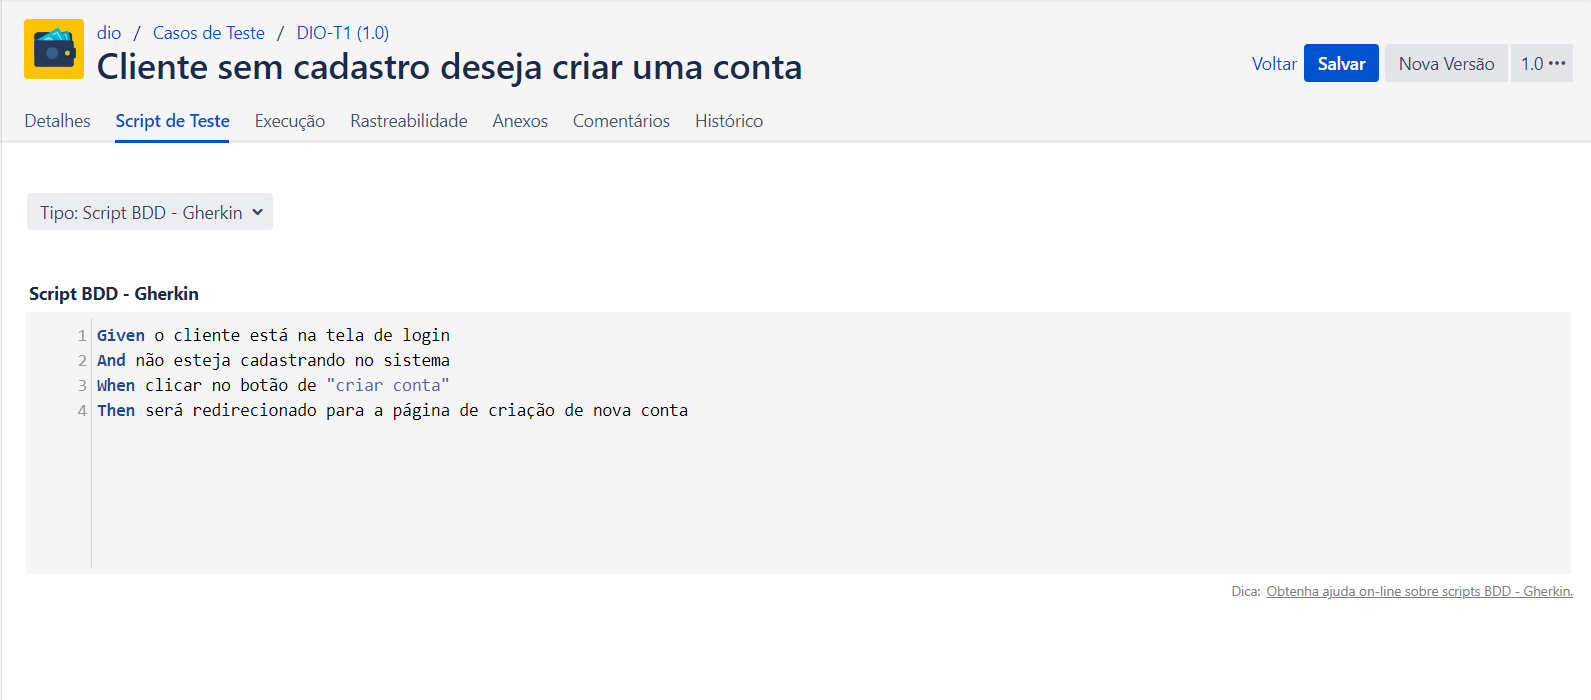 dio / Casos de Teste / DIO-T1 (1.0)
Cliente sem cadastro deseja criar uma conta
Voltar Salvar Nova Versão 1.0 ···
Detalhes Script de Teste Execução Rastreabilidade Anexos Comentários Histórico
Tipo: Script BDD - Gherkin
Script BDD - Gherkin
1 Given o cliente está na tela de login
2 And não esteja cadastrando no sistema
3 When clicar no botão de "criar conta"
4 Then será redirecionado para a página de criação de nova conta
Dica: Obtenha ajuda on-line sobre scripts BDD - Gherkin.